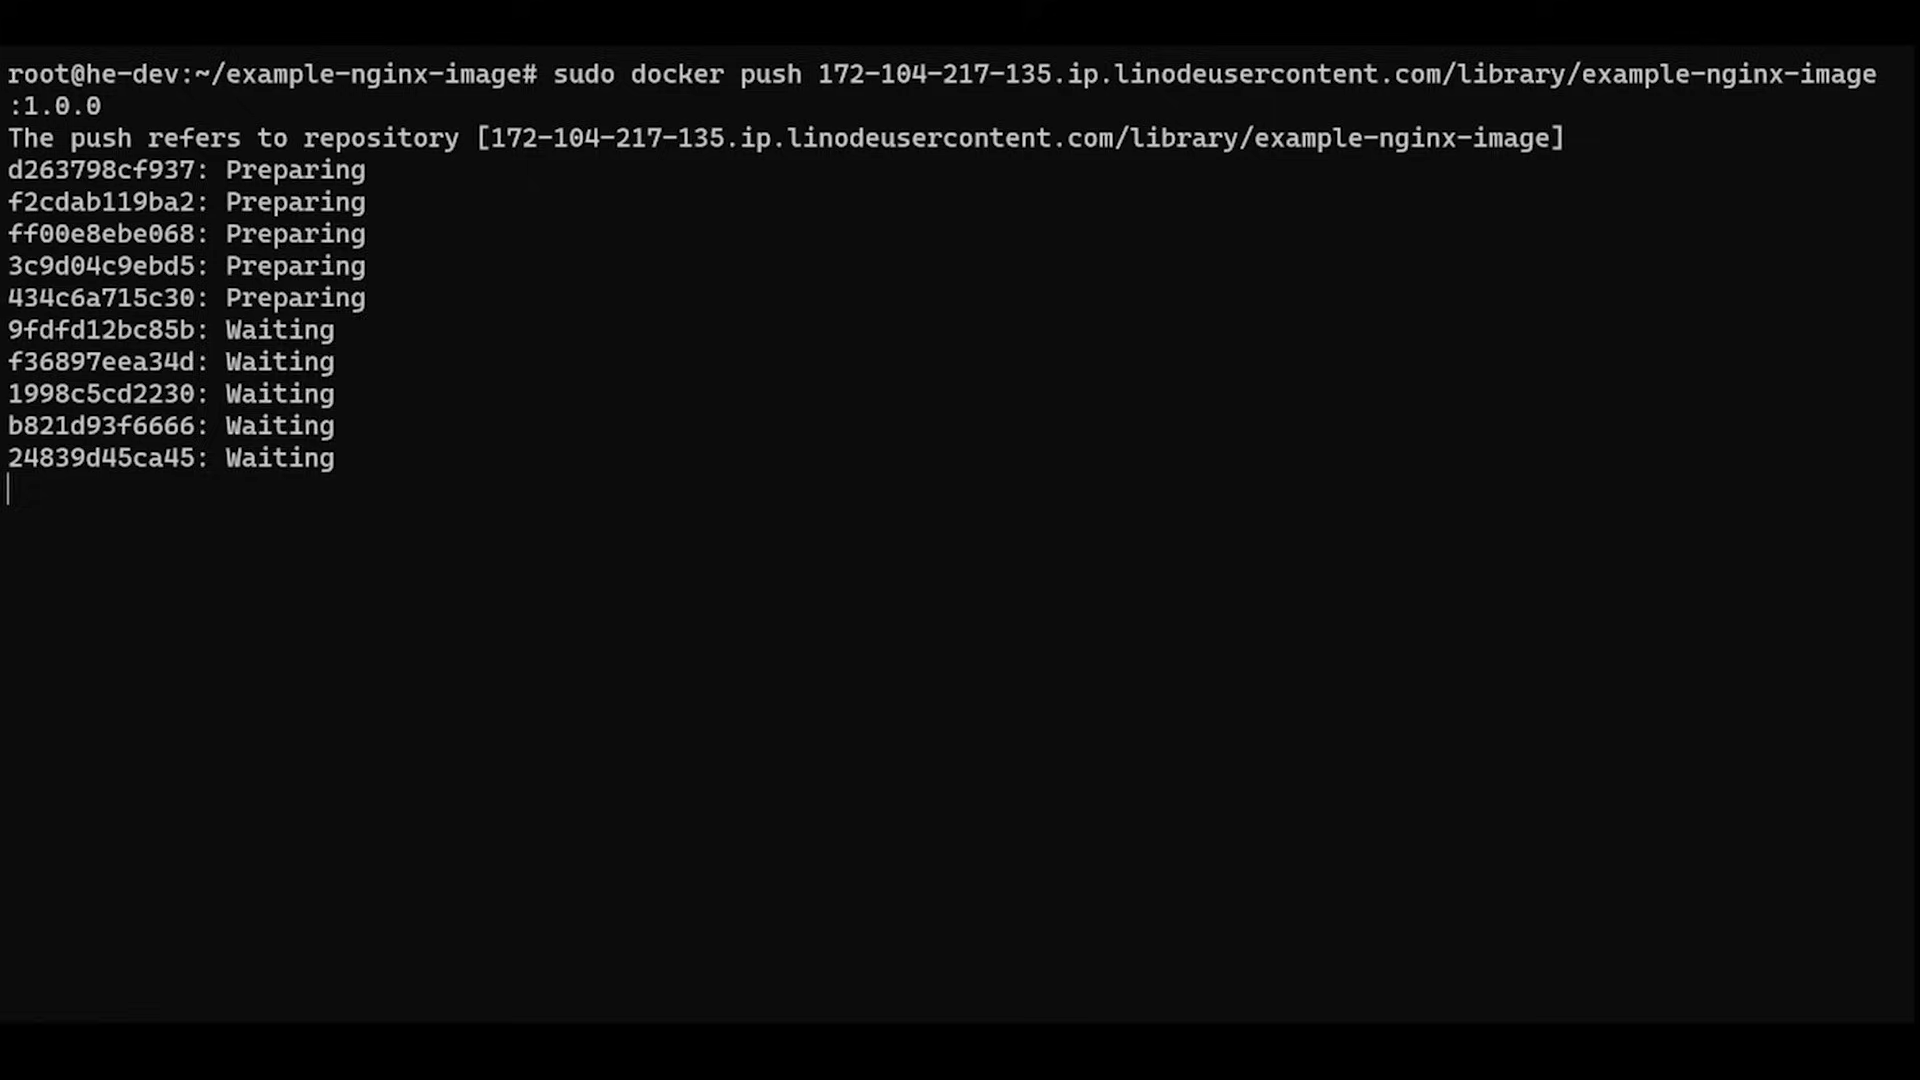 root@he-dev:~/example-nginx-image# sudo docker push 172-104-217-135.ip.linodeusercontent.com/library/example-nginx-image
:1.0.0
The push refers to repository [172-104-217-135.ip.linodeusercontent.com/library/example-nginx-image]
d263798cf937: Preparing
f2cdab119ba2: Preparing
ff00e8ebe068: Preparing
3c9d04c9ebd5: Preparing
434c6a715c30: Preparing
9fdfd12bc85b: Waiting
f36897eea34d: Waiting
1998c5cd2230: Waiting
b821d93f6666: Waiting
24839d45ca45: Waiting